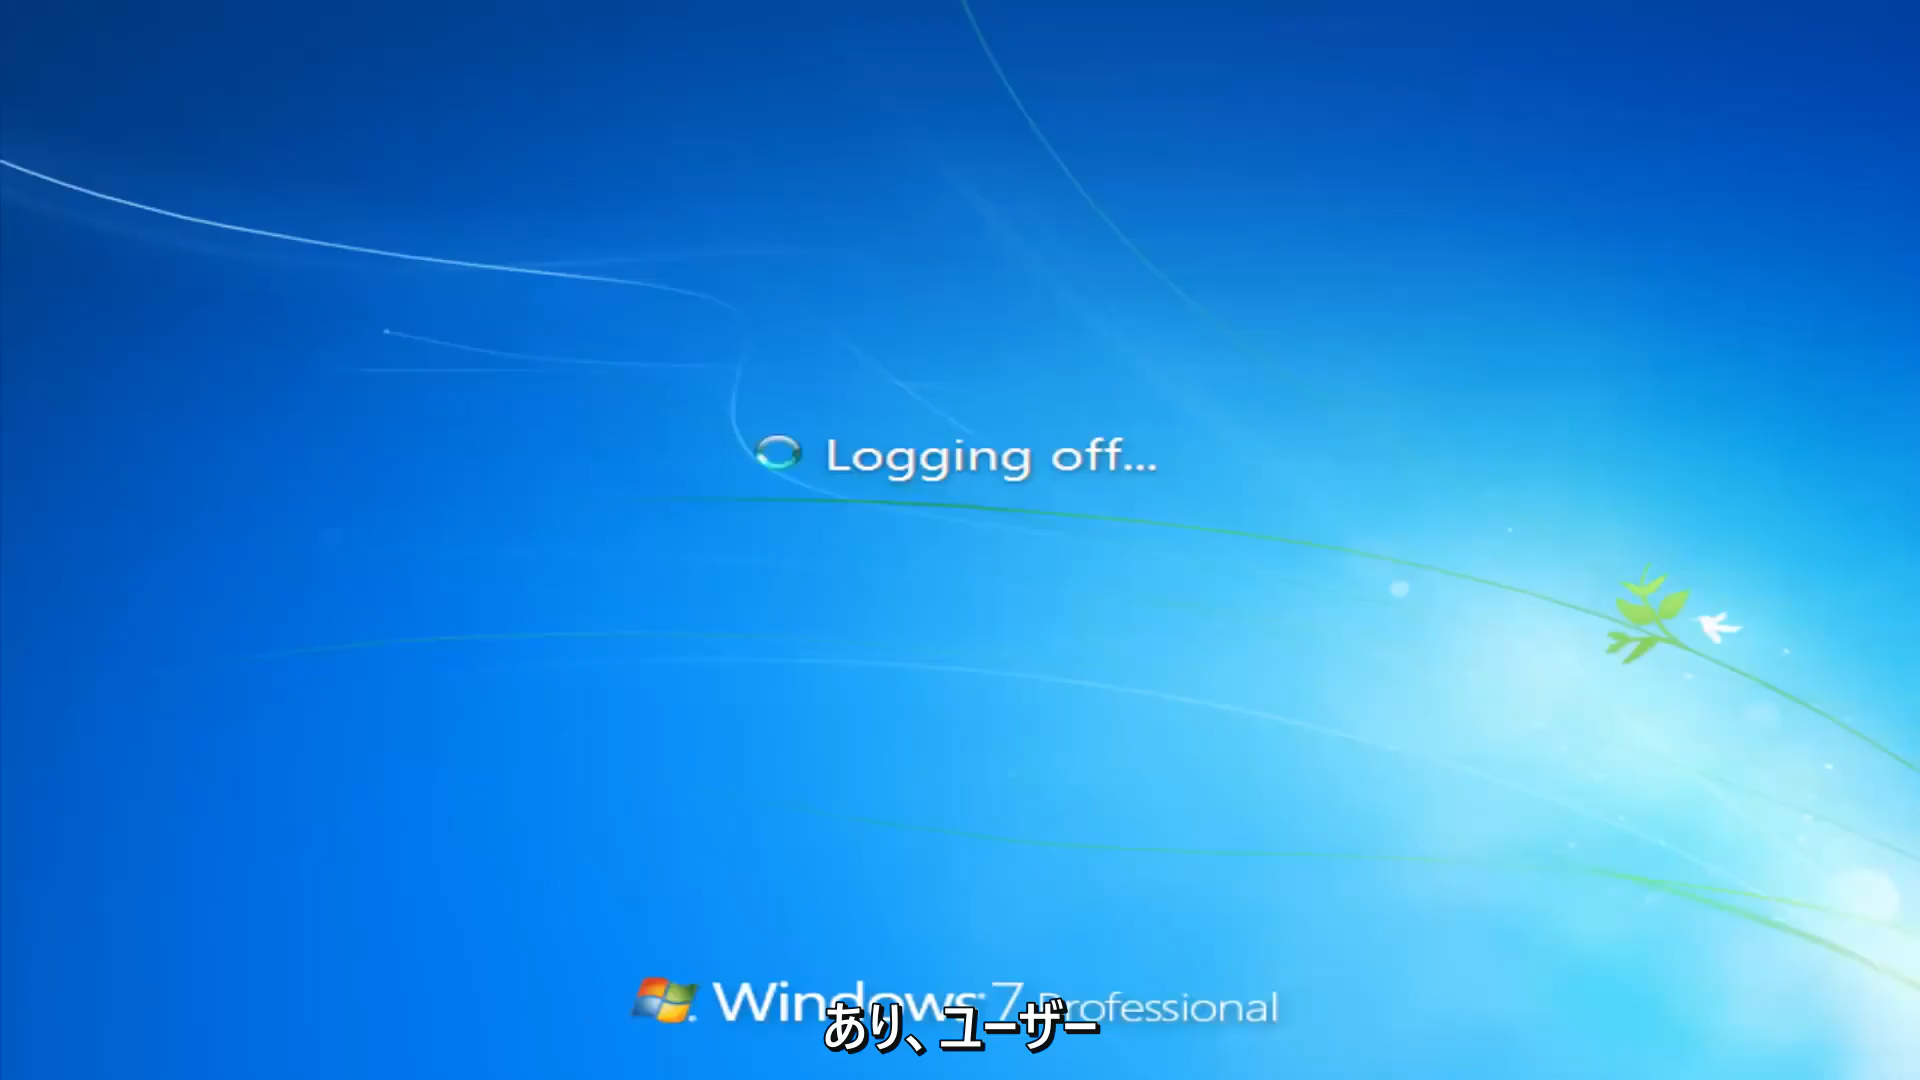 Logging off...
Windows 7 Professional
あり、ユーザー